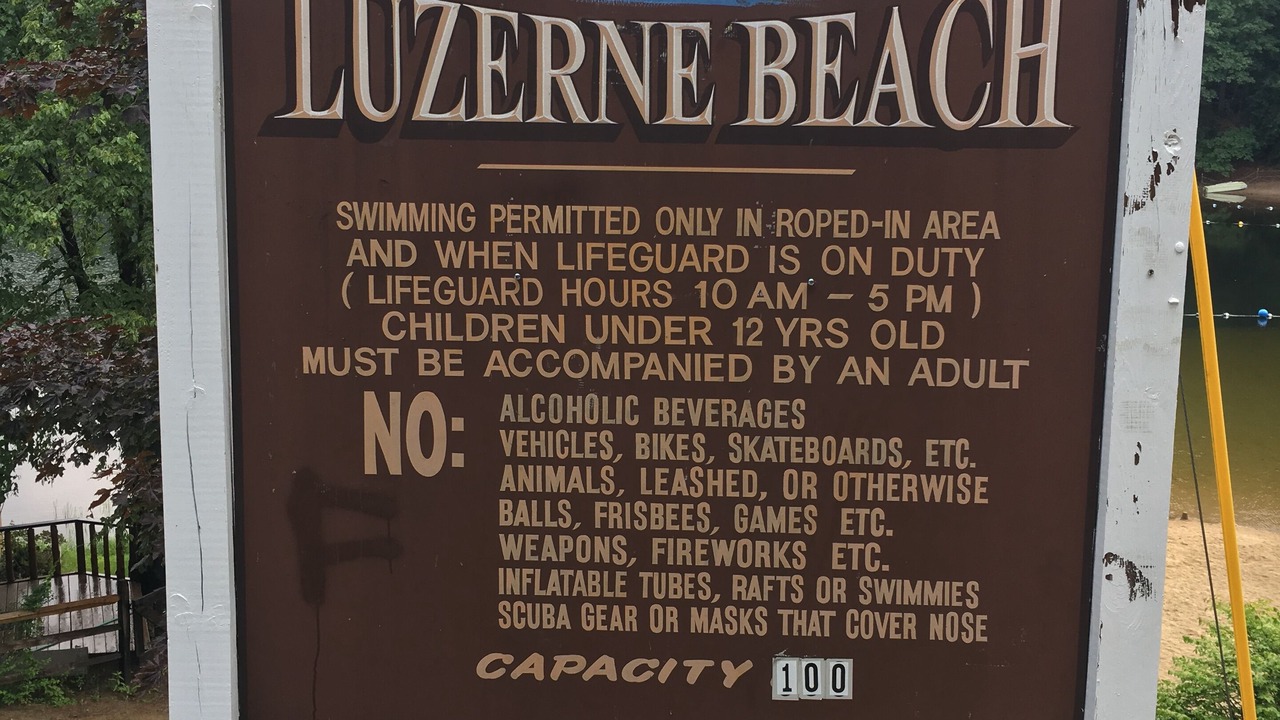 LUZERNE BEACH
SWIMMING PERMITTED ONLY IN ROPED-IN AREA
AND WHEN LIFEGUARD IS ON DUTY
( LIFEGUARD HOURS 10 AM – 5 PM )
CHILDREN UNDER 12 YRS OLD
MUST BE ACCOMPANIED BY AN ADULT
NO: ALCOHOLIC BEVERAGES
VEHICLES, BIKES, SKATEBOARDS, ETC.
ANIMALS, LEASHED, OR OTHERWISE
BALLS, FRISBEES, GAMES ETC.
WEAPONS, FIREWORKS ETC.
INFLATABLE TUBES, RAFTS OR SWIMMIES
SCUBA GEAR OR MASKS THAT COVER NOSE
CAPACITY 100